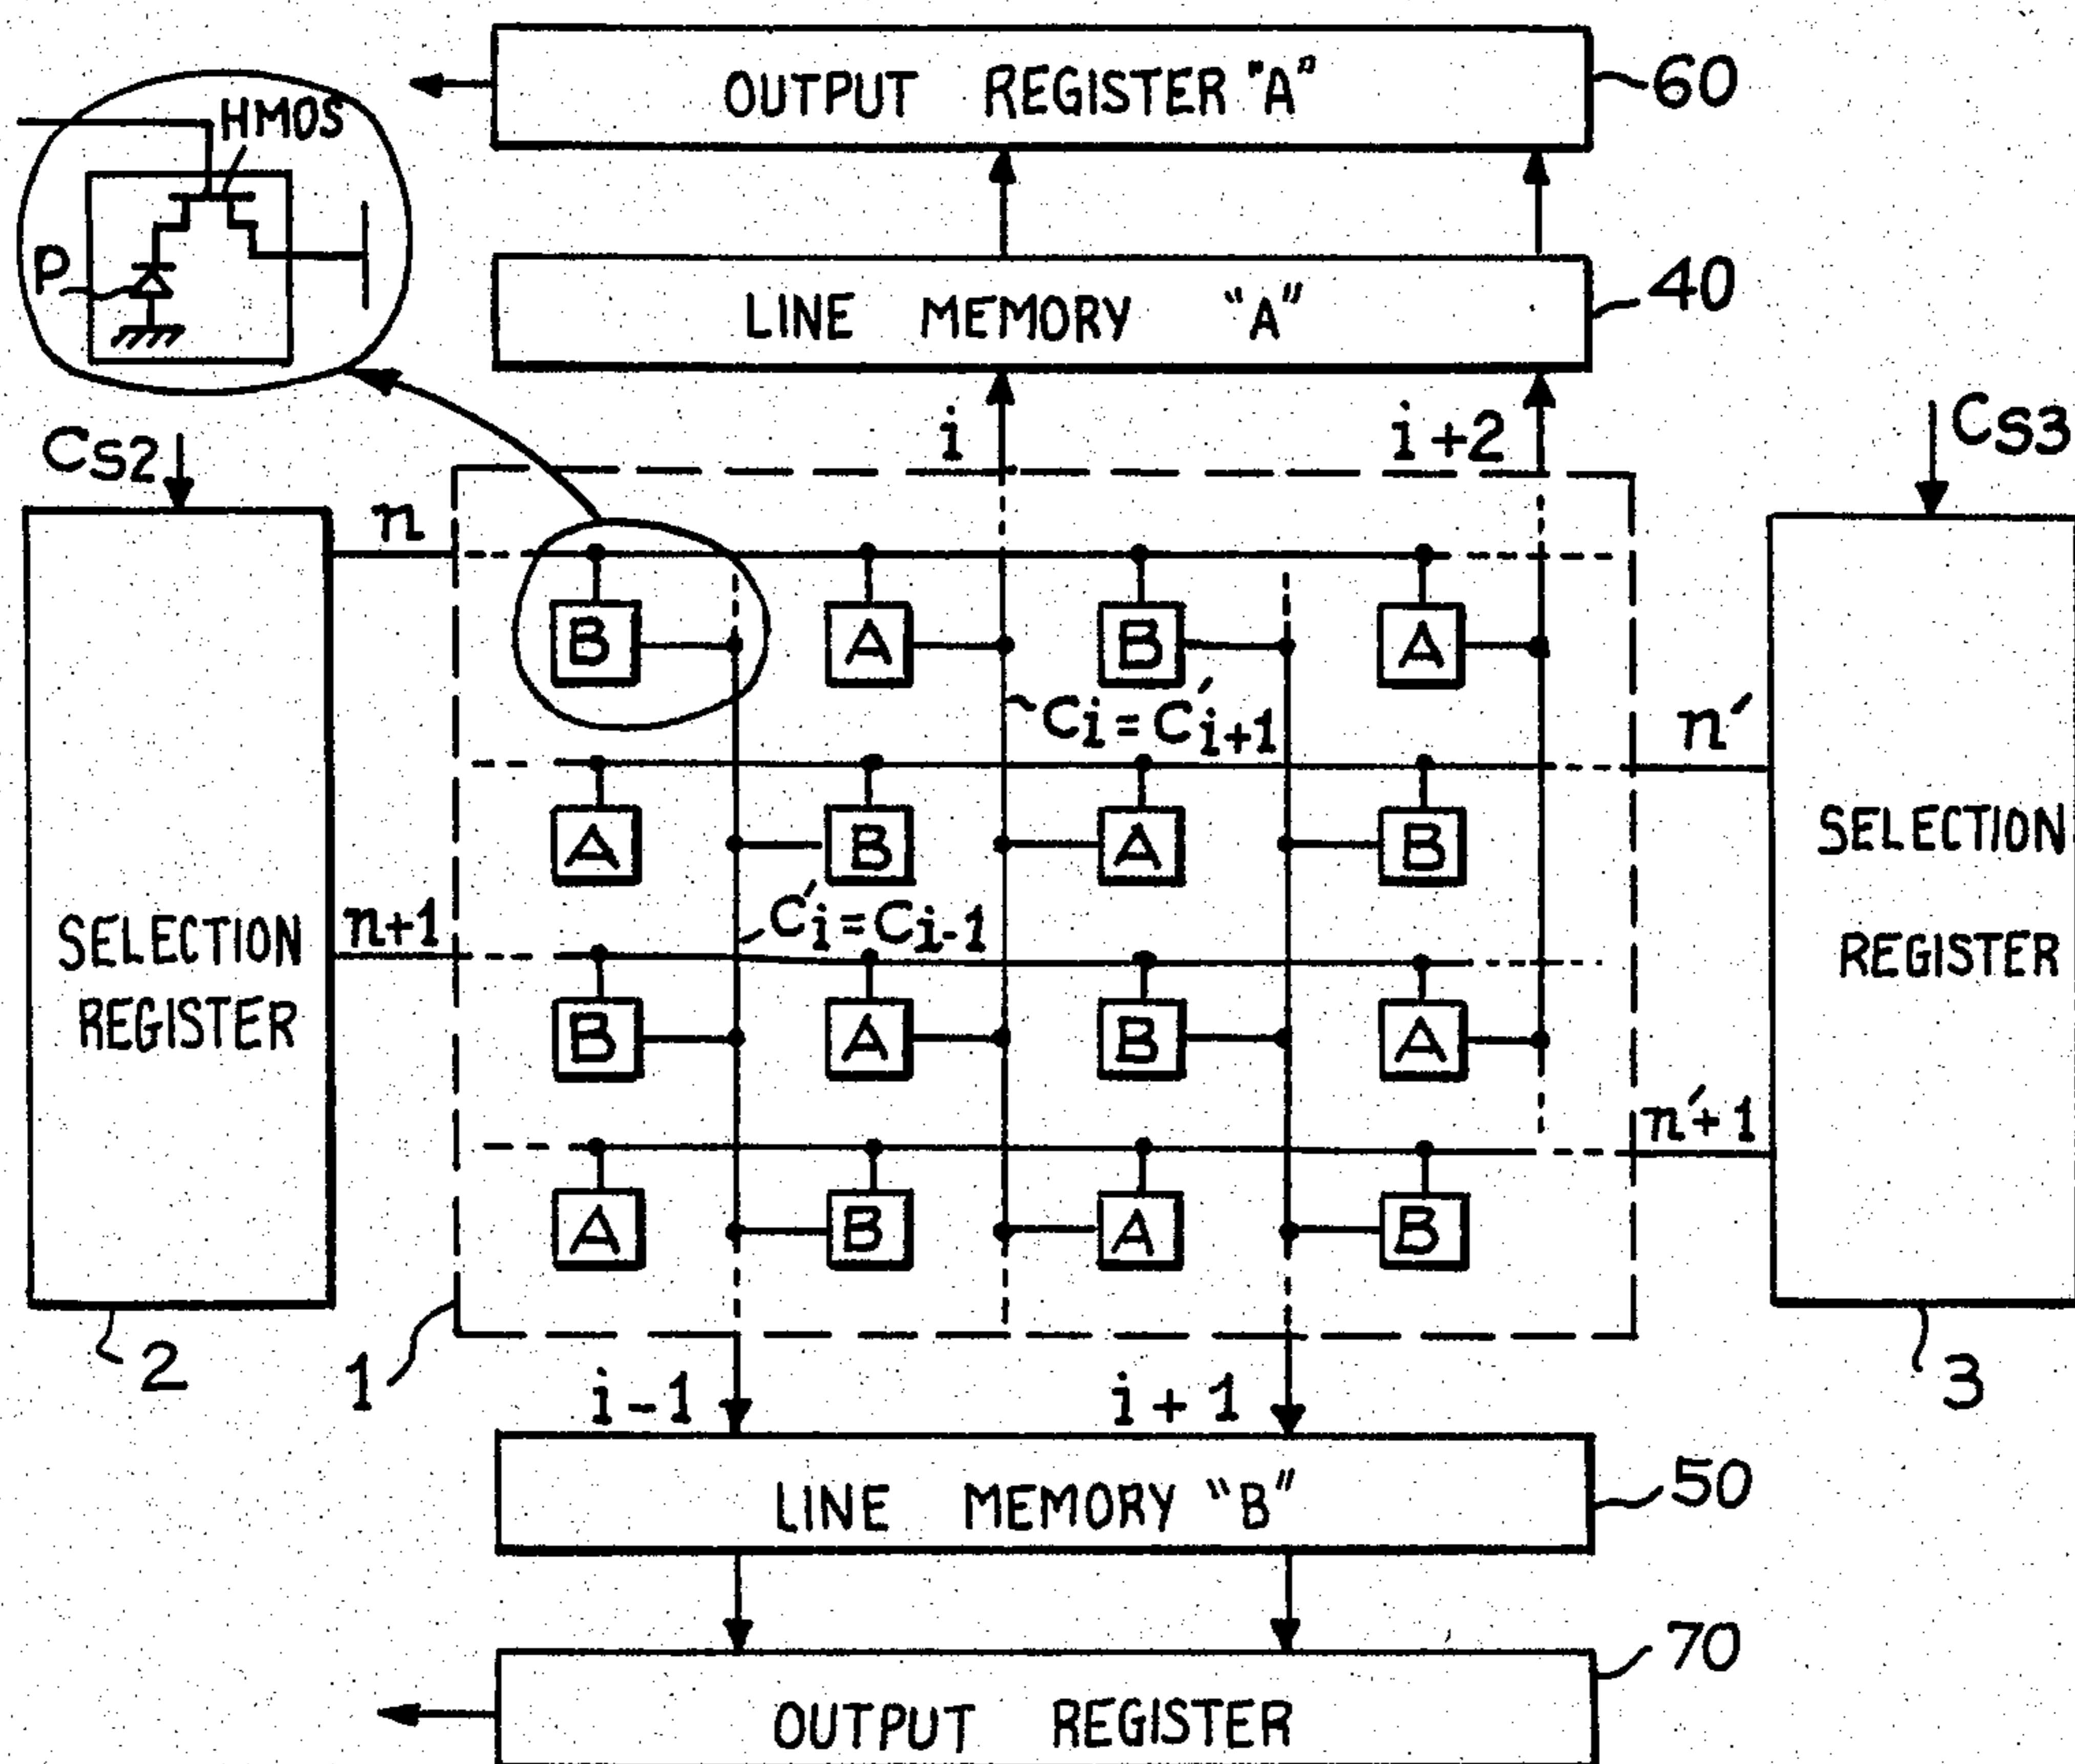 OUTPUT REGISTER "A"
60
HMOS
P
LINE MEMORY "A"
40
i
i+2
CS2
CS3
n
B
A
B
A
Ci=C'i+1
n'
A
B
A
B
SELECTION
REGISTER
C'i=Ci-1
n+1
SELECTION
REGISTER
B
A
B
A
n'+1
A
B
A
B
2
1
3
i-1
i+1
LINE MEMORY "B"
50
70
OUTPUT REGISTER